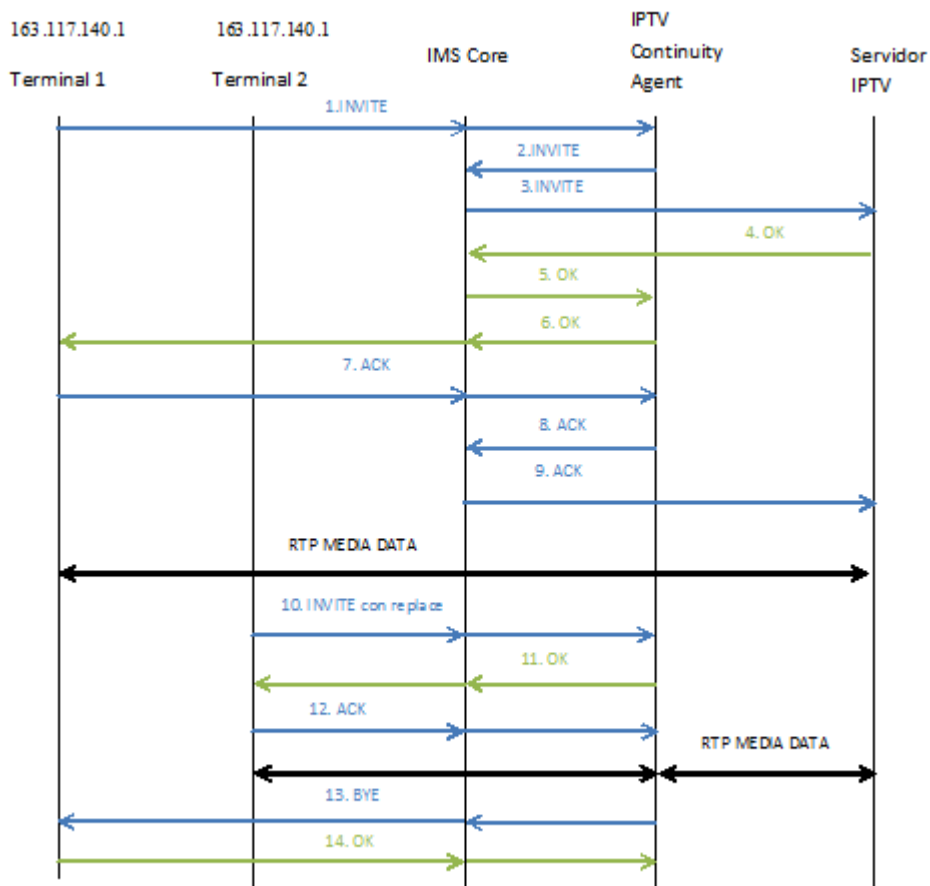 163.117.140.1
163.117.140.1
Terminal 1
Terminal 2
IMS Core
IPTV
Continuity
Agent
Servidor
IPTV
1.INVITE
2.INVITE
3.INVITE
4. OK
5. OK
6. OK
7. ACK
8. ACK
9. ACK
RTP MEDIA DATA
10. INVITE con replace
11. OK
12. ACK
RTP MEDIA DATA
13. BYE
14. OK